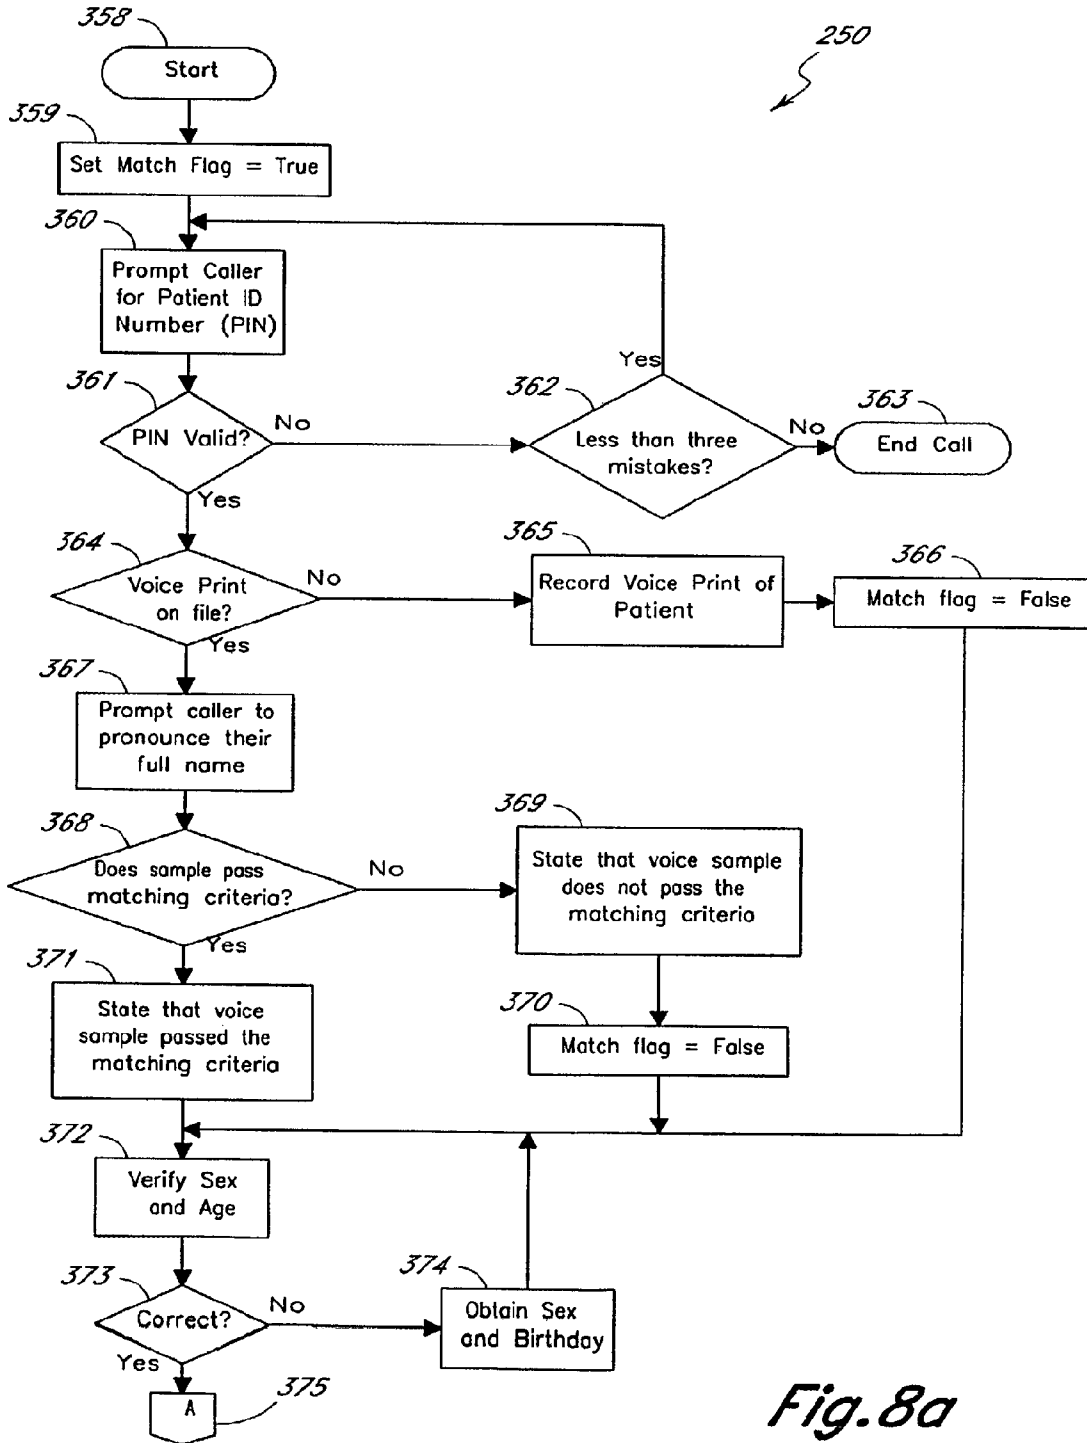 358
Start
250
359
Set Match Flag = True
360
Prompt Caller
for Patient ID
Number (PIN)
361
PIN Valid?
No
Yes
362
Less than three
mistakes?
Yes
No
363
End Call
364
Voice Print
on file?
No
Yes
365
Record Voice Print of
Patient
366
Match flag = False
367
Prompt caller to
pronounce their
full name
368
Does sample pass
matching criteria?
No
Yes
369
State that voice sample
does not pass the
matching criteria
370
Match flag = False
371
State that voice
sample passed the
matching criteria
372
Verify Sex
and Age
373
Correct?
No
Yes
374
Obtain Sex
and Birthday
A
375
Fig.8a